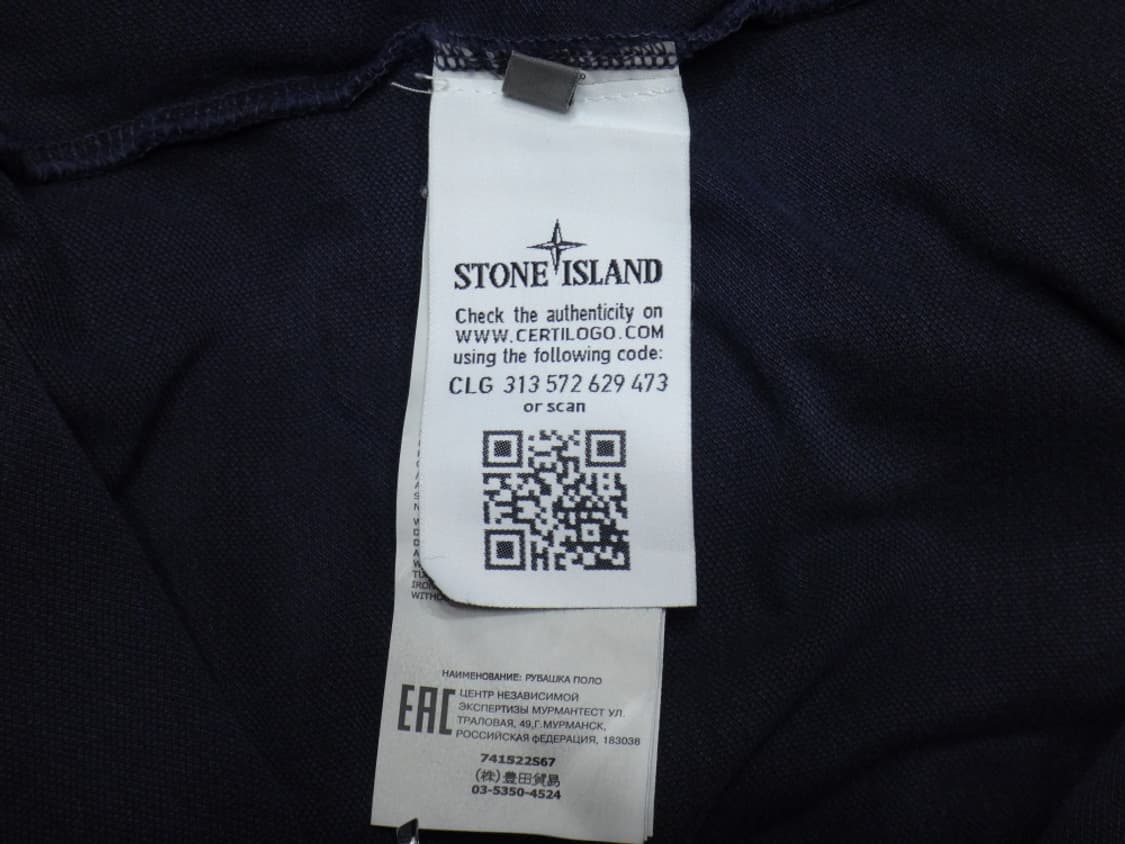 STONE ISLAND
Check the authenticity on
WWW.CERTILOGO.COM
using the following code:
CLG 313 572 629 473
or scan
НАИМЕНОВАНИЕ: РУБАШКА ПОЛО
EAC
ЦЕНТР НЕЗАВИСИМОЙ
ЭКСПЕРТИЗЫ МУРМАНТЕСТ УЛ.
ТРАЛОВАЯ, 49,Г.МУРМАНСК,
РОССИЙСКАЯ ФЕДЕРАЦИЯ, 183038
741522S67
(株)豊田貿易
03-5350-4524